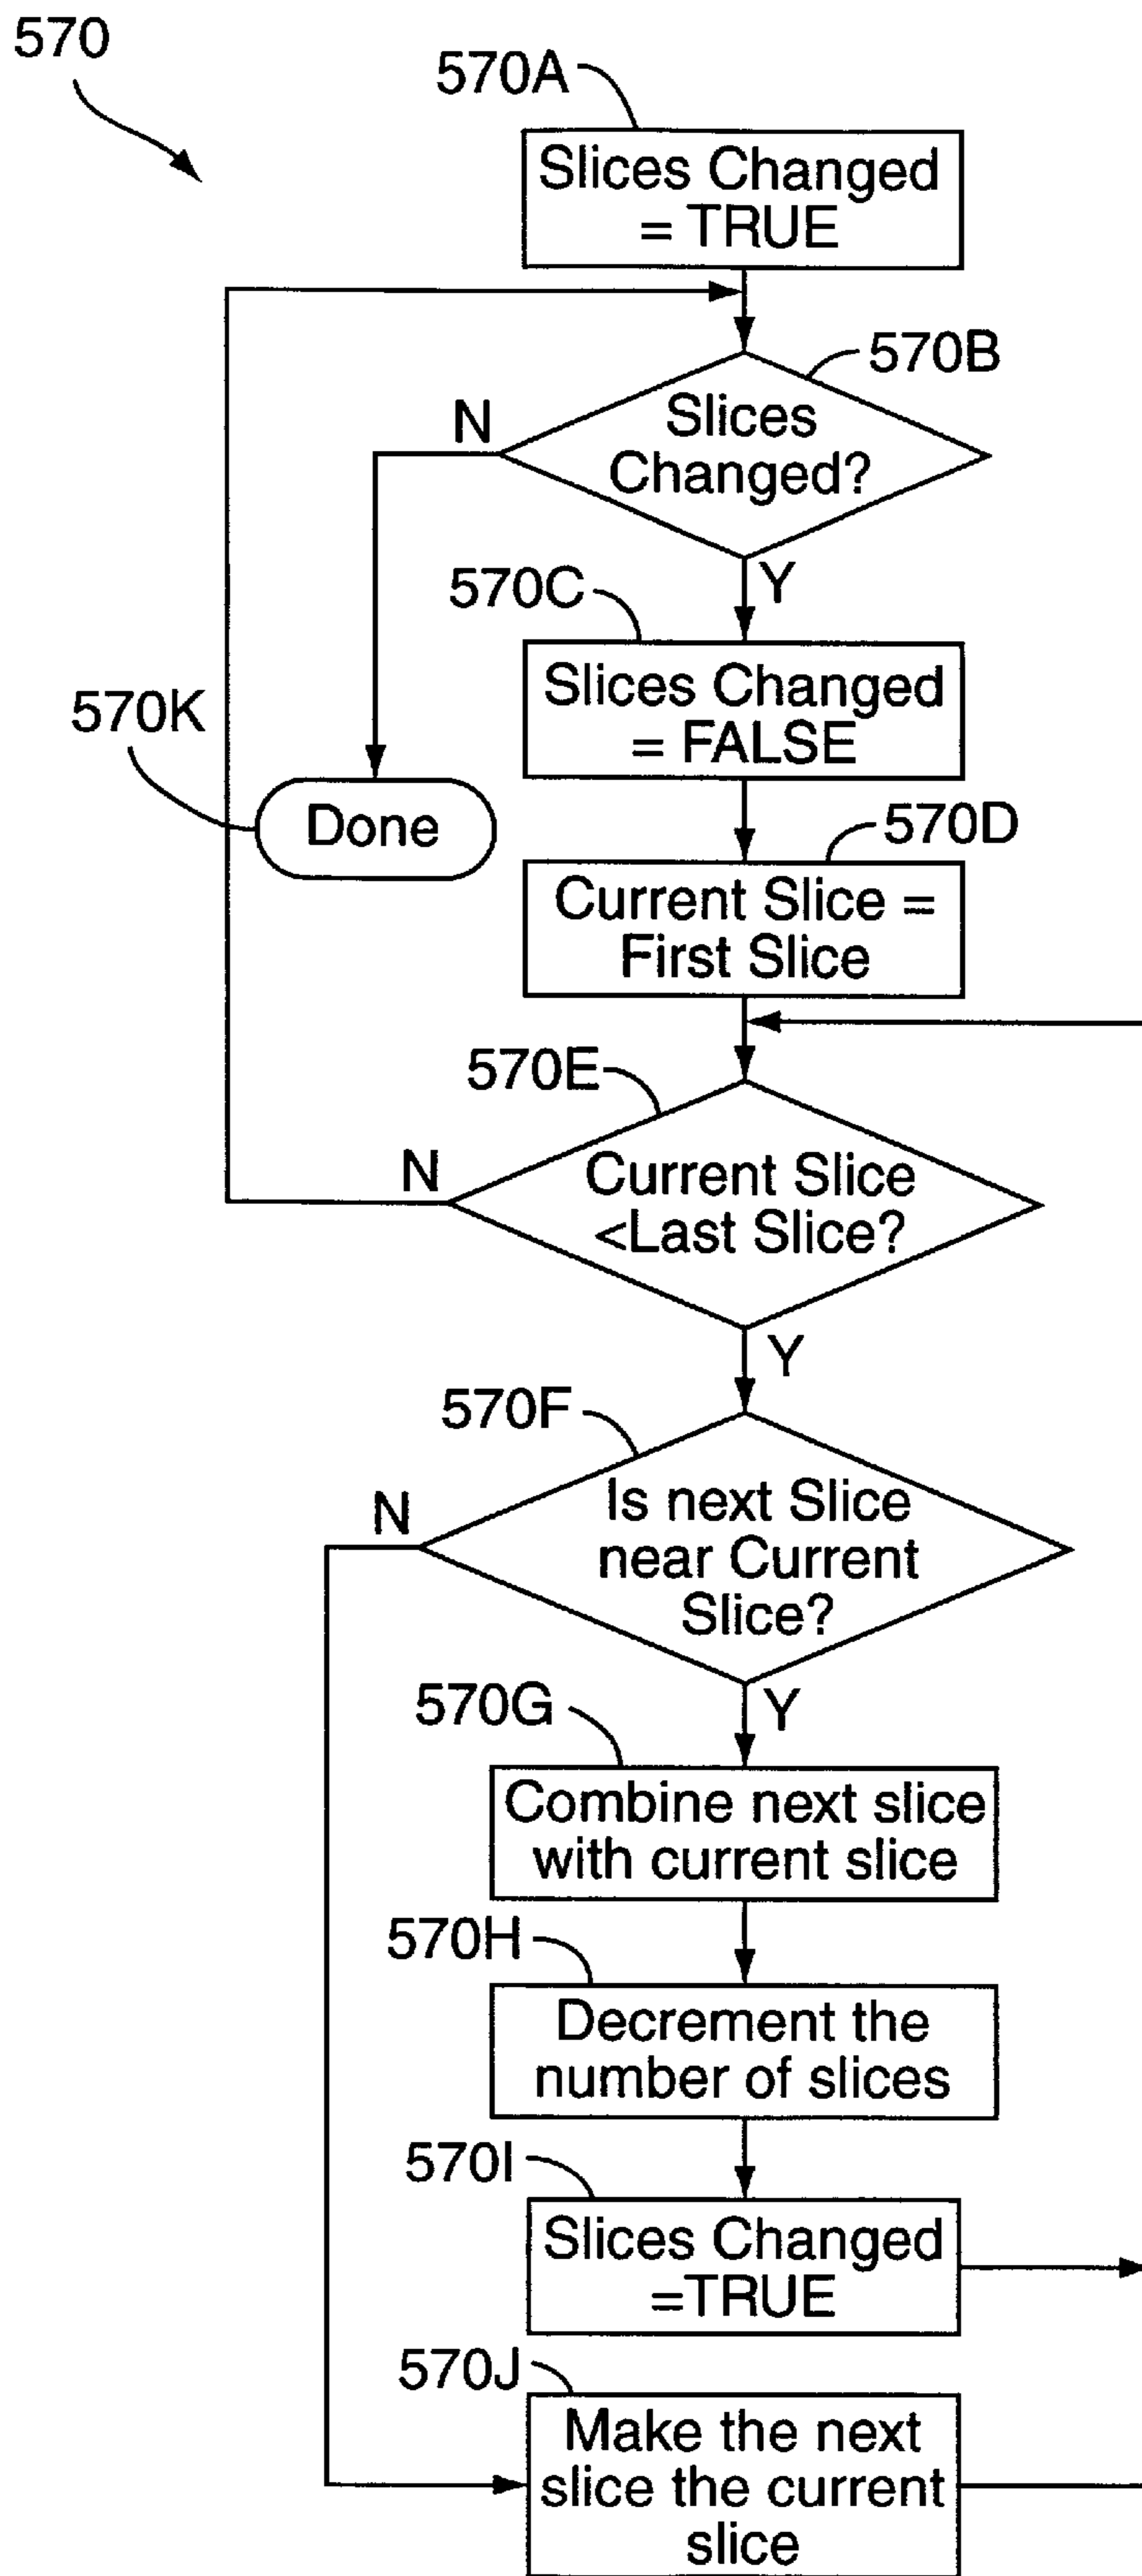 570
570A
Slices Changed
= TRUE
570B
Slices
Changed?
N
Y
570C
Slices Changed
= FALSE
570K
Done
570D
Current Slice =
First Slice
570E
N
Current Slice
<Last Slice?
Y
570F
N
Is next Slice
near Current
Slice?
Y
570G
Combine next slice
with current slice
570H
Decrement the
number of slices
570I
Slices Changed
=TRUE
570J
Make the next
slice the current
slice